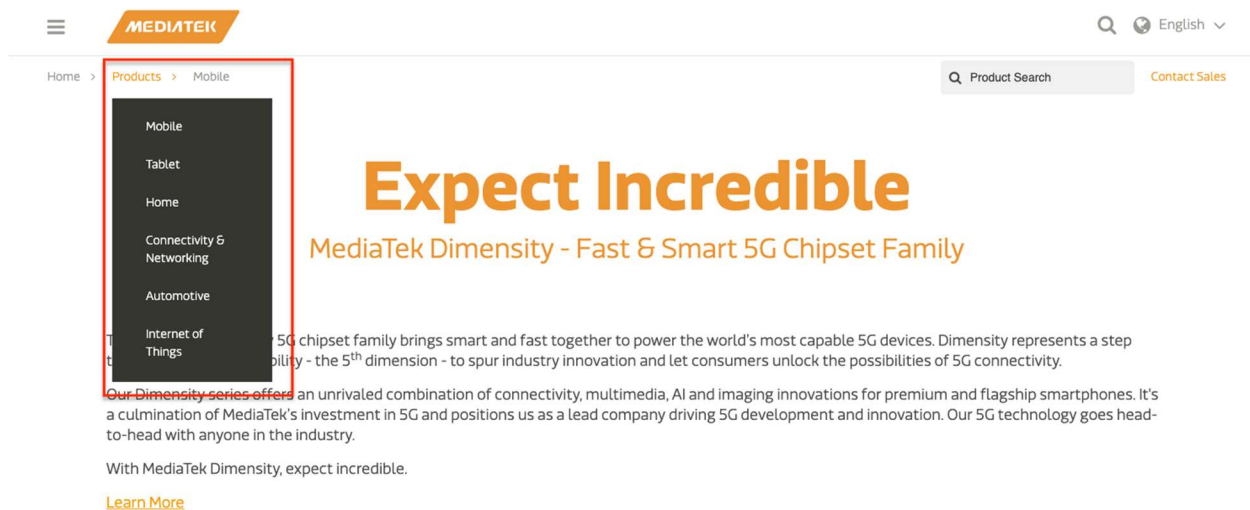 MEDIATEK
English
Home > Products > Mobile
Product Search
Contact Sales
Mobile
Tablet
Home
Connectivity &
Networking
Automotive
Internet of
Things
Expect Incredible
MediaTek Dimensity - Fast & Smart 5G Chipset Family
5G chipset family brings smart and fast together to power the world's most capable 5G devices. Dimensity represents a step
- the 5th dimension - to spur industry innovation and let consumers unlock the possibilities of 5G connectivity.
Our Dimensity series offers an unrivaled combination of connectivity, multimedia, AI and imaging innovations for premium and flagship smartphones. It's
a culmination of MediaTek's investment in 5G and positions us as a lead company driving 5G development and innovation. Our 5G technology goes head-
to-head with anyone in the industry.
With MediaTek Dimensity, expect incredible.
Learn More